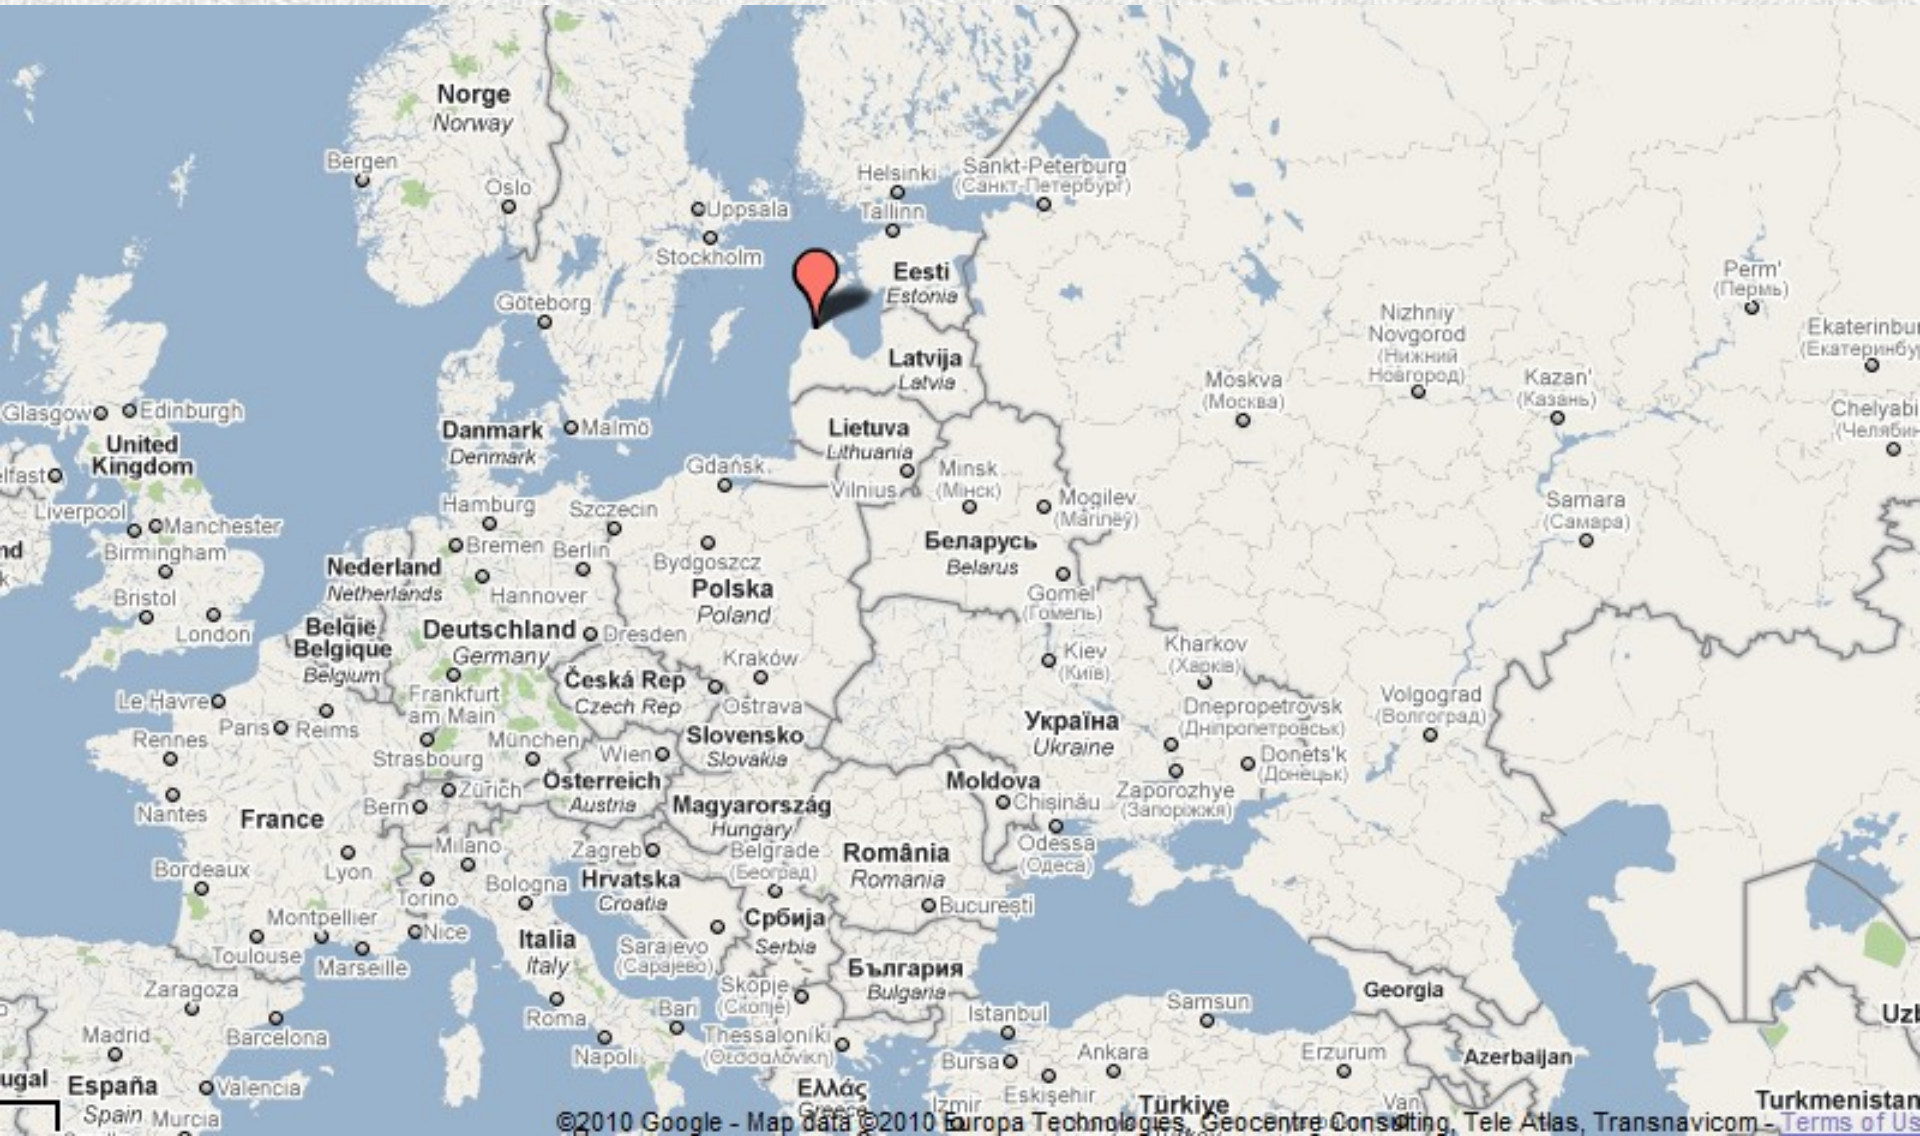 Norge
Norway
Bergen
Oslo
Helsinki
Sankt-Peterburg
(Санкт-Петербург)
Uppsala
Tallinn
Stockholm
Eesti
Estonia
Perm'
(Пермь)
Göteborg
Nizhniy
Novgorod
(Нижний
Новгород)
Ekaterinbu
(Екатеринбу
Latvija
Latvia
Moskva
(Москва)
Kazan'
(Казань)
Glasgow
Edinburgh
Chelyabi
(Челябин
United
Kingdom
Danmark
Denmark
Malmö
Lietuva
Lithuania
elfast
Gdańsk
Vilnius
Minsk
(Мінск)
Mogilev
Samara
(Самара)
Liverpool
Manchester
Hamburg
Szczecin
nd
k
Birmingham
Bremen
Berlin
Bydgoszcz
Беларусь
Belarus
Nederland
Netherlands
Hannover
Polska
Poland
Gomel
(Гомель)
Bristol
London
België
Belgique
Belgium
Deutschland
Germany
Dresden
Kraków
Kiev
(Київ)
Kharkov
(Харків)
Česká Rep
Czech Rep
Ostrava
Le Havre
Frankfurt
am Main
Dnepropetrovsk
(Дніпропетровськ)
Volgograd
(Волгоград)
Paris
Reims
Україна
Ukraine
Rennes
Strasbourg
München
Wien
Slovensko
Slovakia
Donets'k
(Донецьк)
Nantes
Zürich
Österreich
Austria
Moldova
Zaporozhye
(Запоріжжя)
Bern
Magyarország
Hungary
Chişinău
France
Milano
Zagreb
Belgrade
(Београд)
România
Romania
Odessa
(Одеса)
Bordeaux
Lyon
Torino
Bologna
Hrvatska
Croatia
Montpellier
Nice
București
Србија
Serbia
Toulouse
Marseille
Italia
Italy
Sarajevo
(Сарајево)
България
Bulgaria
Zaragoza
Skopje
(Скопје)
Georgia
Samsun
Roma
Bari
Istanbul
Uzb
Madrid
Barcelona
Napoli
Thessaloniki
(Θεσσαλονίκη)
Bursa
Ankara
Erzurum
Azerbaijan
ugal
España
Spain
Valencia
Eskişehir
Ελλάς
Greece
Izmir
Türkiye
Van
Turkmenistan
Murcia
©2010 Google - Map data ©2010 Europa Technologies, Geocentre Consulting, Tele Atlas, Transnavicom - Terms of Us